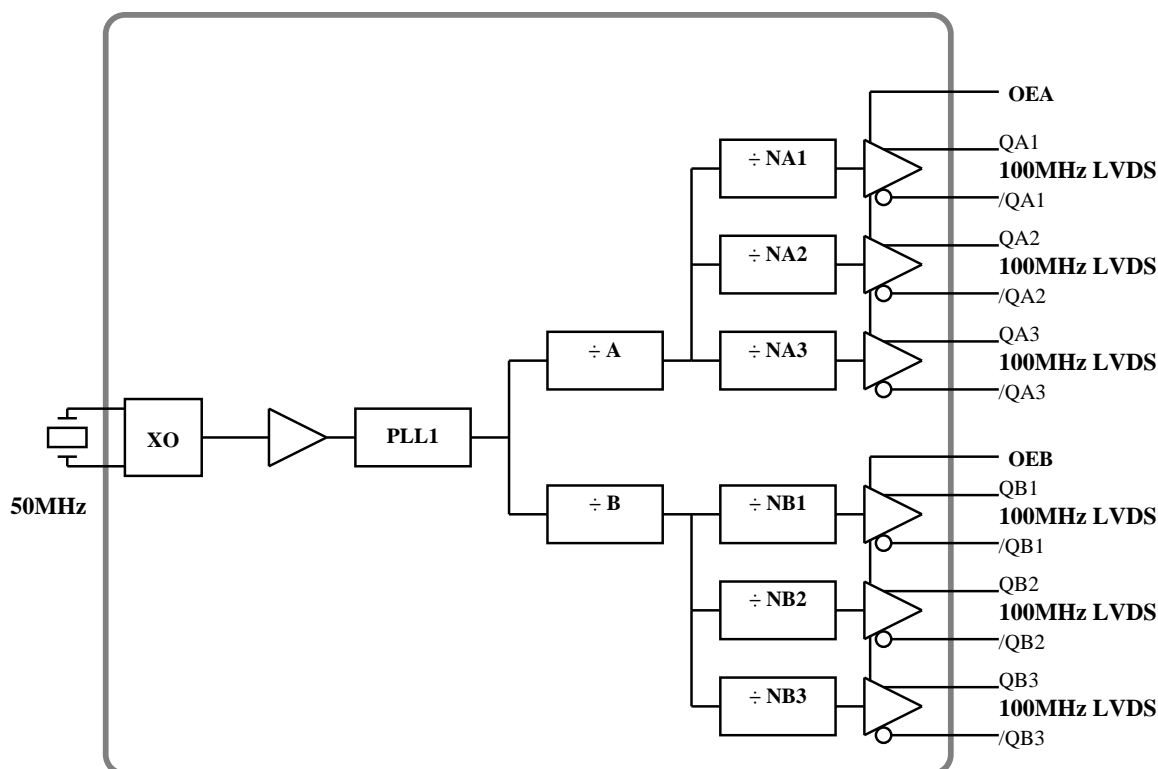 OEA
QA1
÷ NA1
100MHz LVDS
/QA1
QA2
÷ NA2
100MHz LVDS
/QA2
QA3
÷ A
÷ NA3
100MHz LVDS
/QA3
XO
PLL1
50MHz
OEB
QB1
÷ B
÷ NB1
100MHz LVDS
/QB1
QB2
÷ NB2
100MHz LVDS
/QB2
QB3
÷ NB3
100MHz LVDS
/QB3